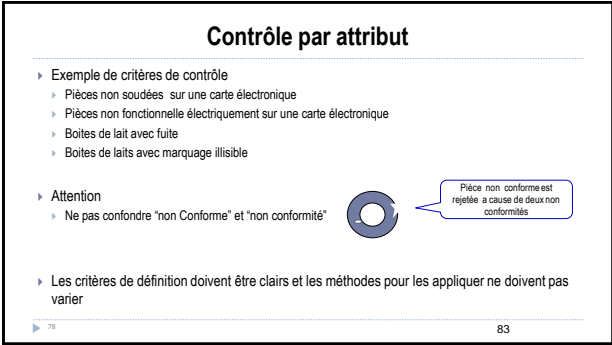 Contrôle par attribut
Exemple de critères de contrôle
Pièces non soudées sur une carte électronique
Pièces non fonctionnelle électriquement sur une carte électronique
Boites de lait avec fuite
Boites de laits avec marquage illisible
Attention
Ne pas confondre “non Conforme” et “non conformité”
Pièce non conforme est
rejetée a cause de deux non
conformités
Les critères de définition doivent être clairs et les méthodes pour les appliquer ne doivent pas
varier
78
83